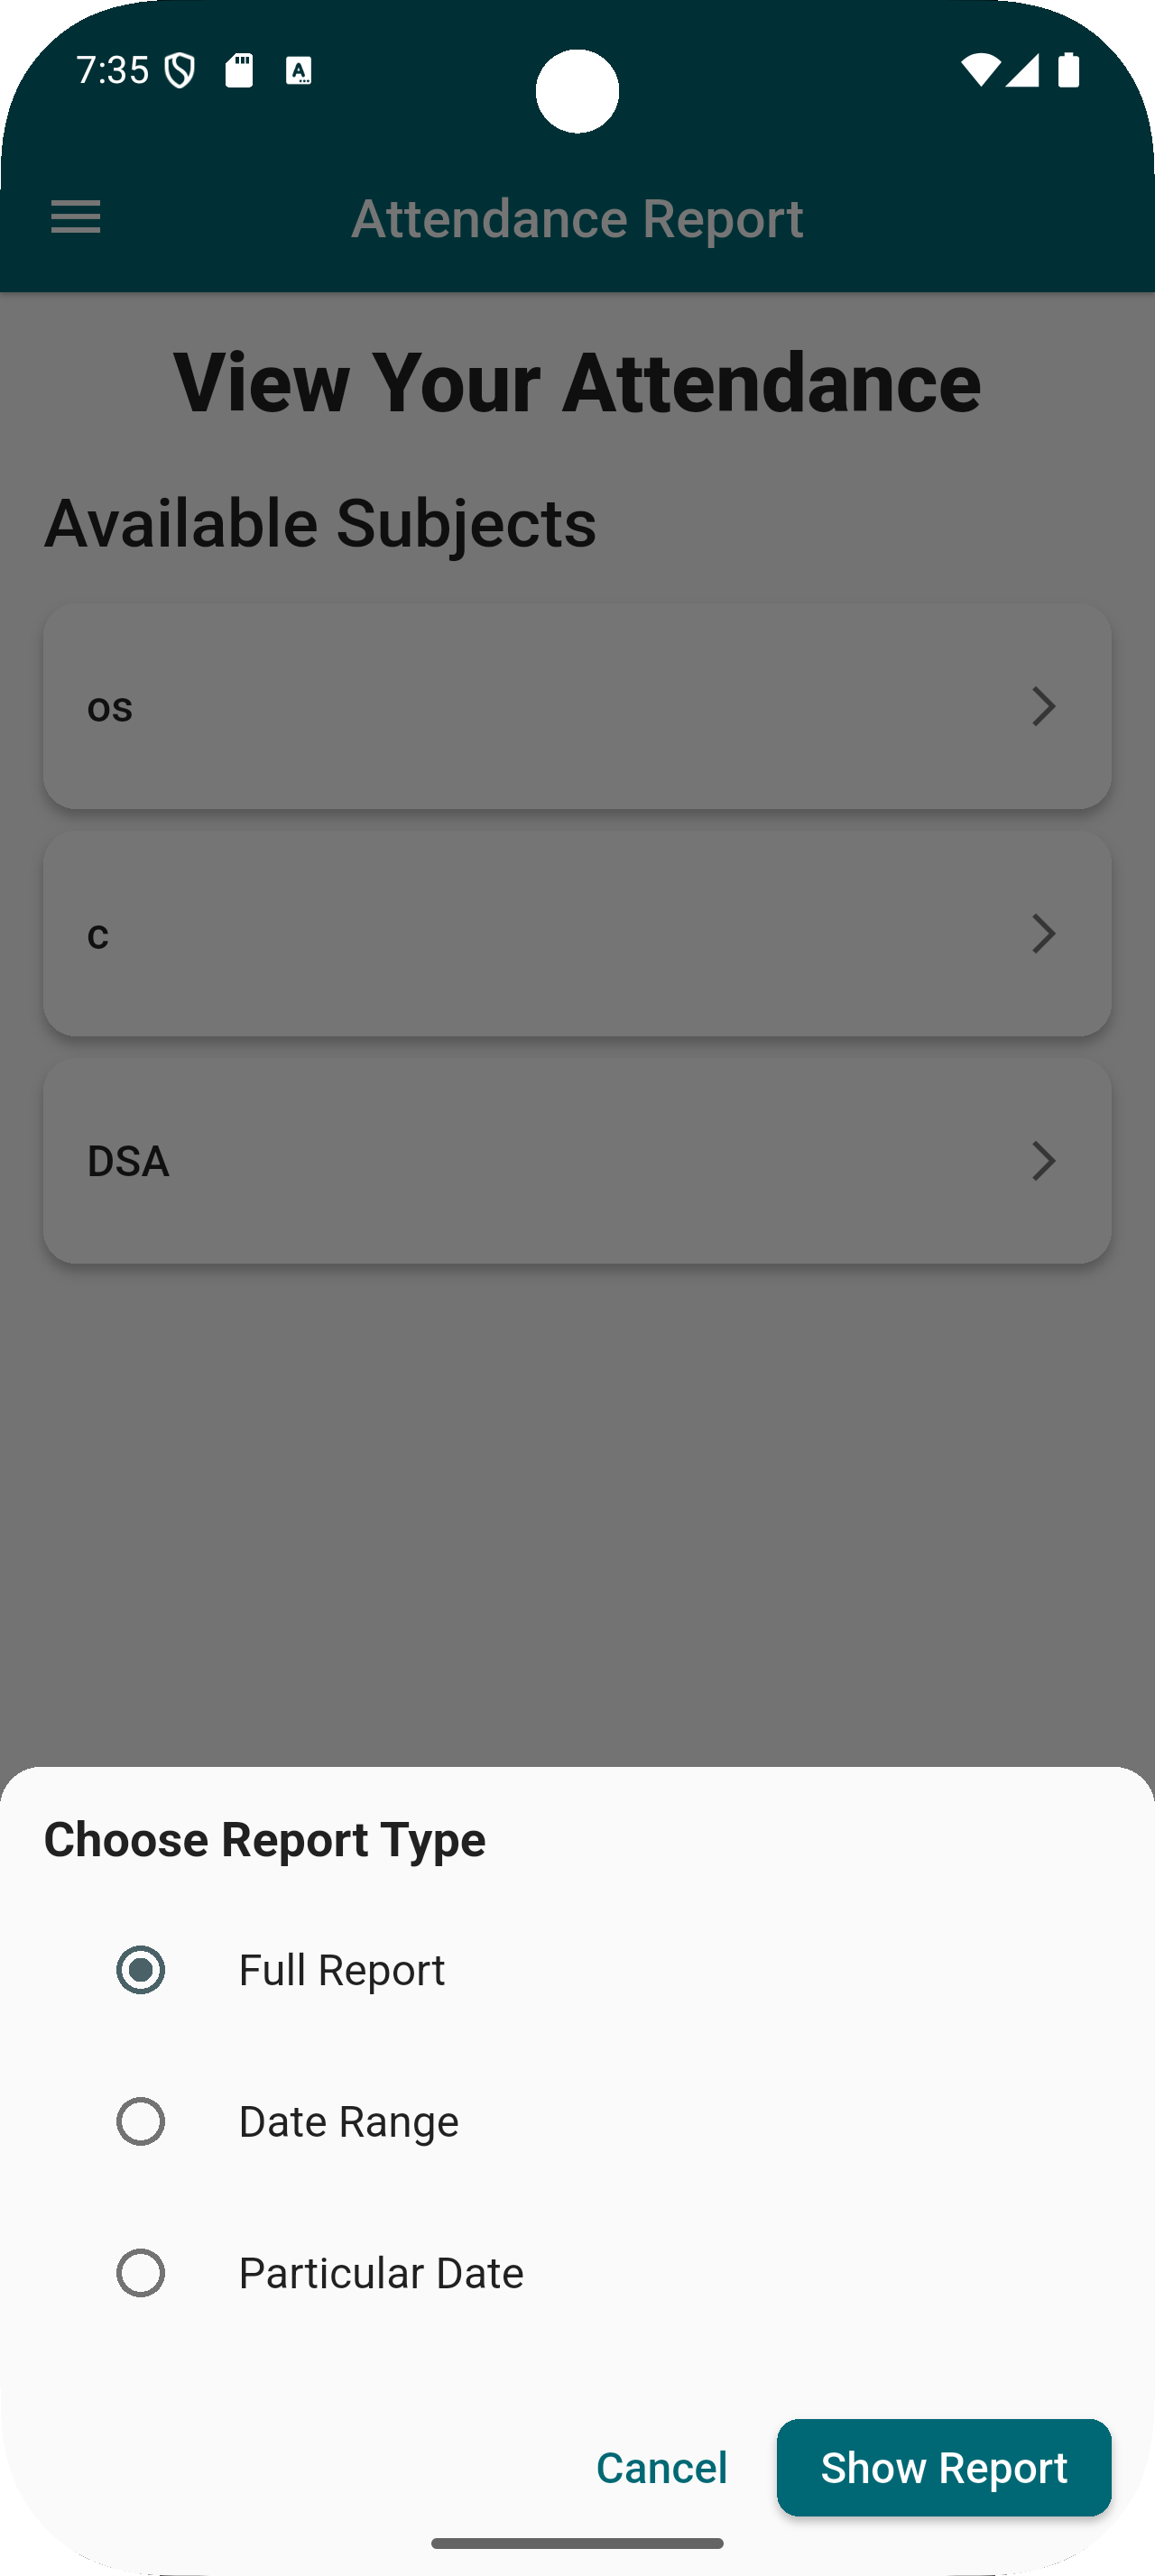 7:35
Attendance Report
View Your Attendance
Available Subjects
os
c
DSA
Choose Report Type
Full Report
Date Range
Particular Date
Cancel Show Report